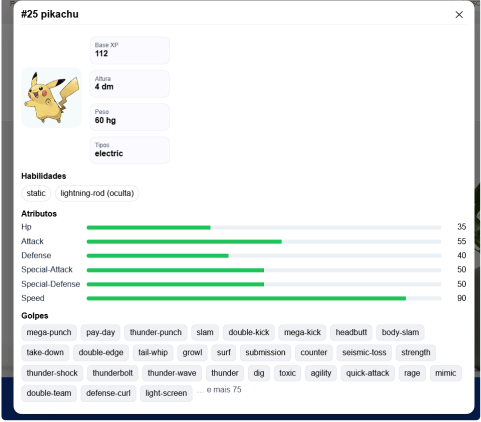 #25 pikachu
Base XP
112
Altura
4 dm
Peso
60 hg
Tipos
electric
Habilidades
static lightning-rod (oculta)
Atributos
Hp 35
Attack 55
Defense 40
Special-Attack 50
Special-Defense 50
Speed 90
Golpes
mega-punch pay-day thunder-punch slam double-kick mega-kick headbutt body-slam
take-down double-edge tail-whip growl surf submission counter seismic-toss strength
thunder-shock thunderbolt thunder-wave thunder dig toxic agility quick-attack rage mimic
double-team defense-curl light-screen ... e mais 75